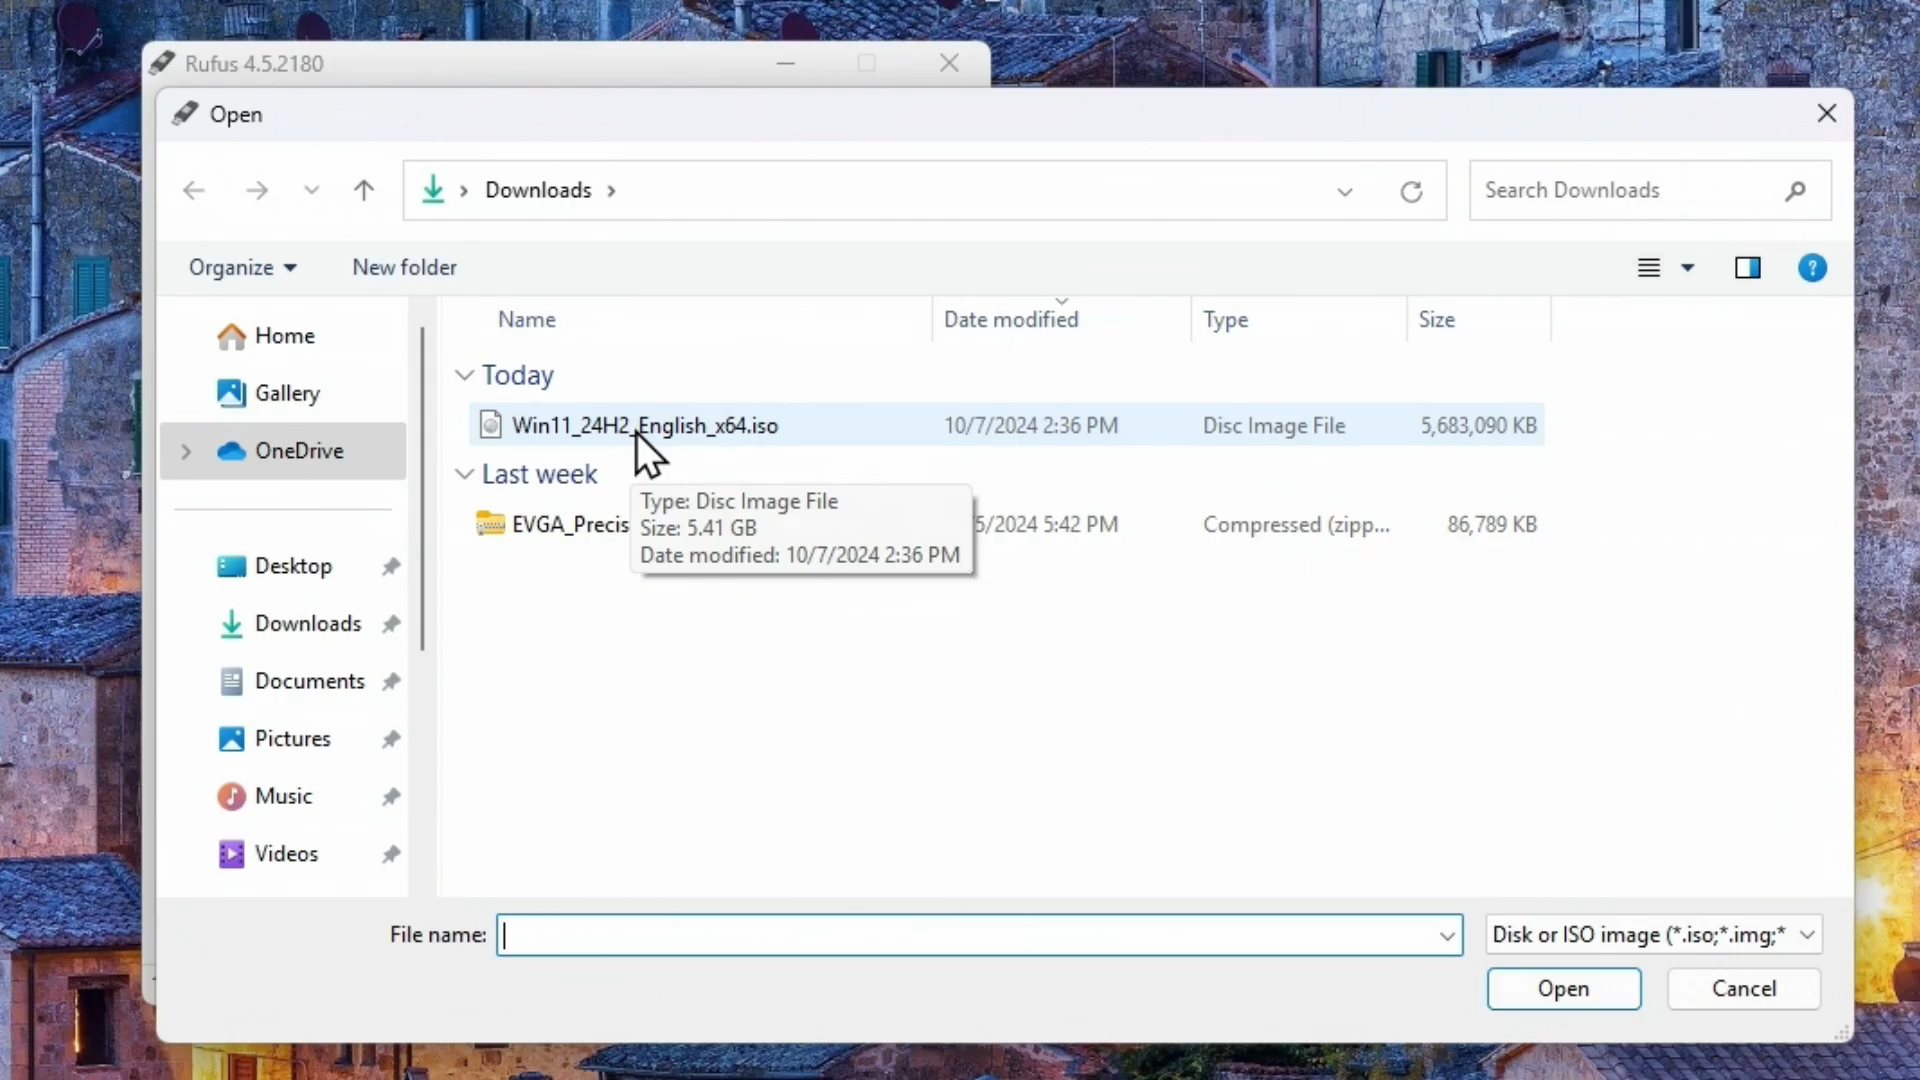 Rufus 4.5.2180
Open
Downloads
Search Downloads
Organize
New folder
?
Name
Date modified
Type
Size
Home
Gallery
OneDrive
Desktop
Downloads
Documents
Pictures
Music
Videos
Today
Win11_24H2_English_x64.iso 10/7/2024 2:36 PM Disc Image File 5,683,090 KB
Last week
EVGA_Precis 5/2024 5:42 PM Compressed (zipp... 86,789 KB
Type: Disc Image File
Size: 5.41 GB
Date modified: 10/7/2024 2:36 PM
File name:
Disk or ISO image (*.iso;*.img;*
Open
Cancel